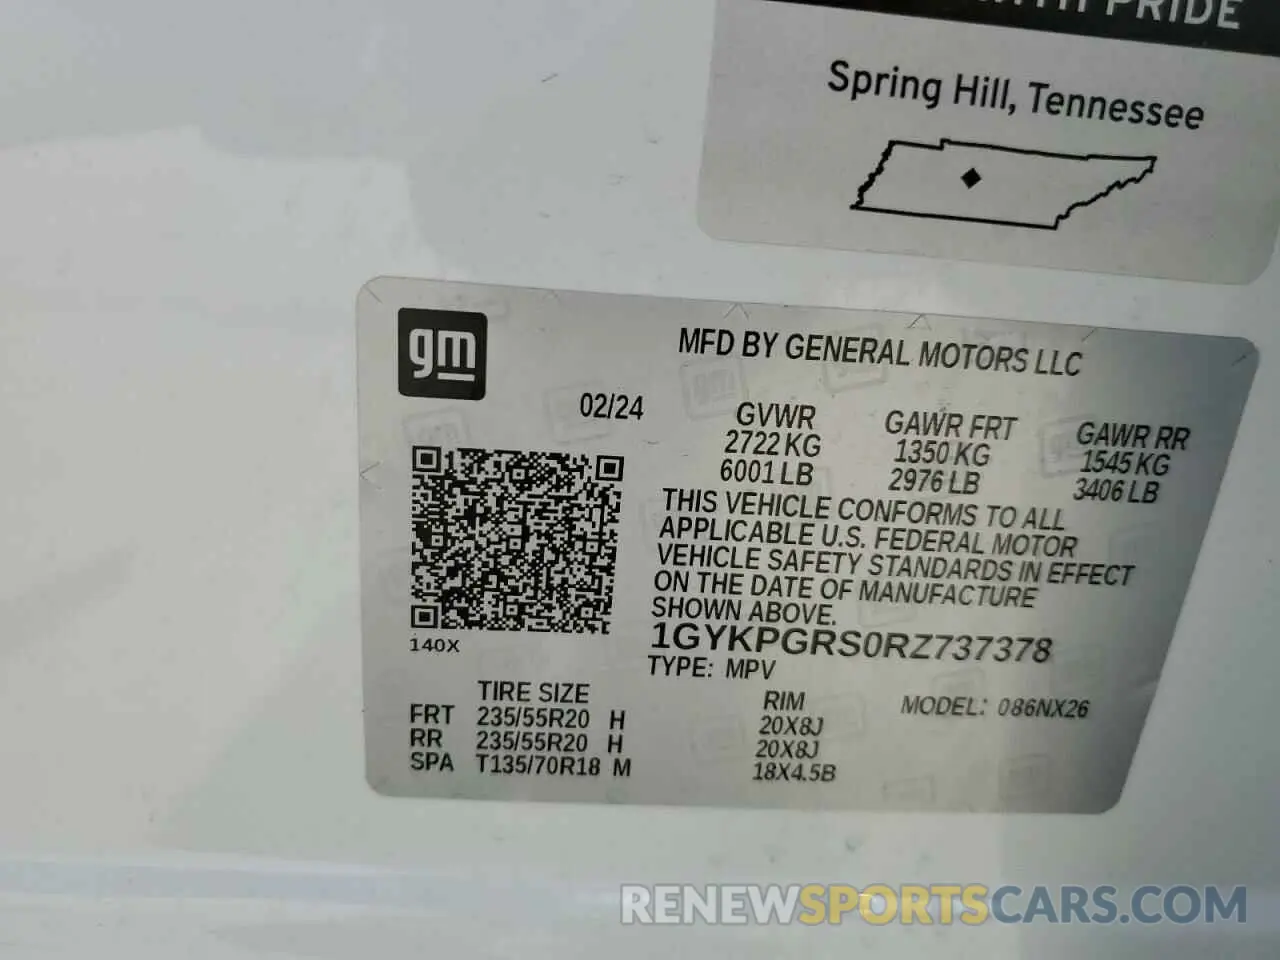 PRIDE
Spring Hill, Tennessee
gm
MFD BY GENERAL MOTORS LLC
02/24
GVWR GAWR FRT GAWR RR
2722 KG 1350 KG 1545 KG
6001 LB 2976 LB 3406 LB
THIS VEHICLE CONFORMS TO ALL
APPLICABLE U.S. FEDERAL MOTOR
VEHICLE SAFETY STANDARDS IN EFFECT
ON THE DATE OF MANUFACTURE
SHOWN ABOVE.
140X
1GYKPGRS0RZ737378
TYPE: MPV
TIRE SIZE RIM MODEL: 086NX26
FRT 235/55R20 H 20X8J
RR 235/55R20 H 20X8J
SPA T135/70R18 M 18X4.5B
RENEWSPORTSCARS.COM